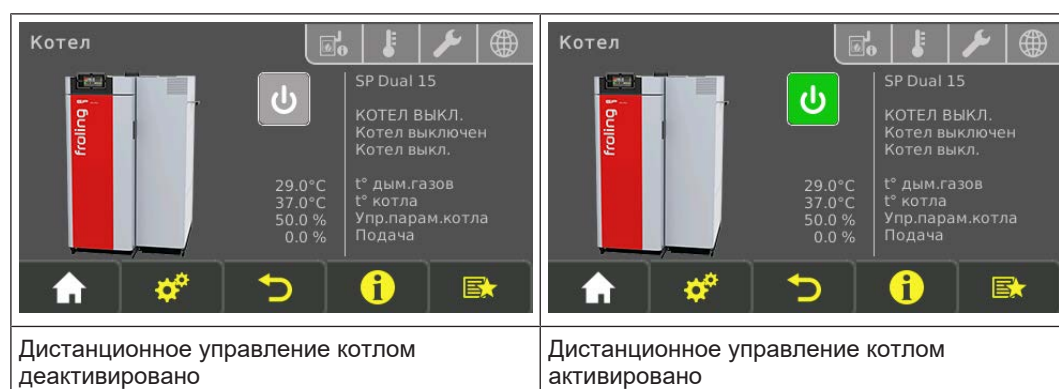 Котел
SP Dual 15
КОТЕЛ ВЫКЛ.
Котел выключен
Котел выкл.
29.0°C t° дым.газов
37.0°C t° котла
50.0 % Упр.парам.котла
0.0 % Подача
froling
Дистанционное управление котлом
деактивировано
Котел
SP Dual 15
КОТЕЛ ВЫКЛ.
Котел выключен
Котел выкл.
29.0°C t° дым.газов
37.0°C t° котла
50.0 % Упр.парам.котла
0.0 % Подача
froling
Дистанционное управление котлом
активировано